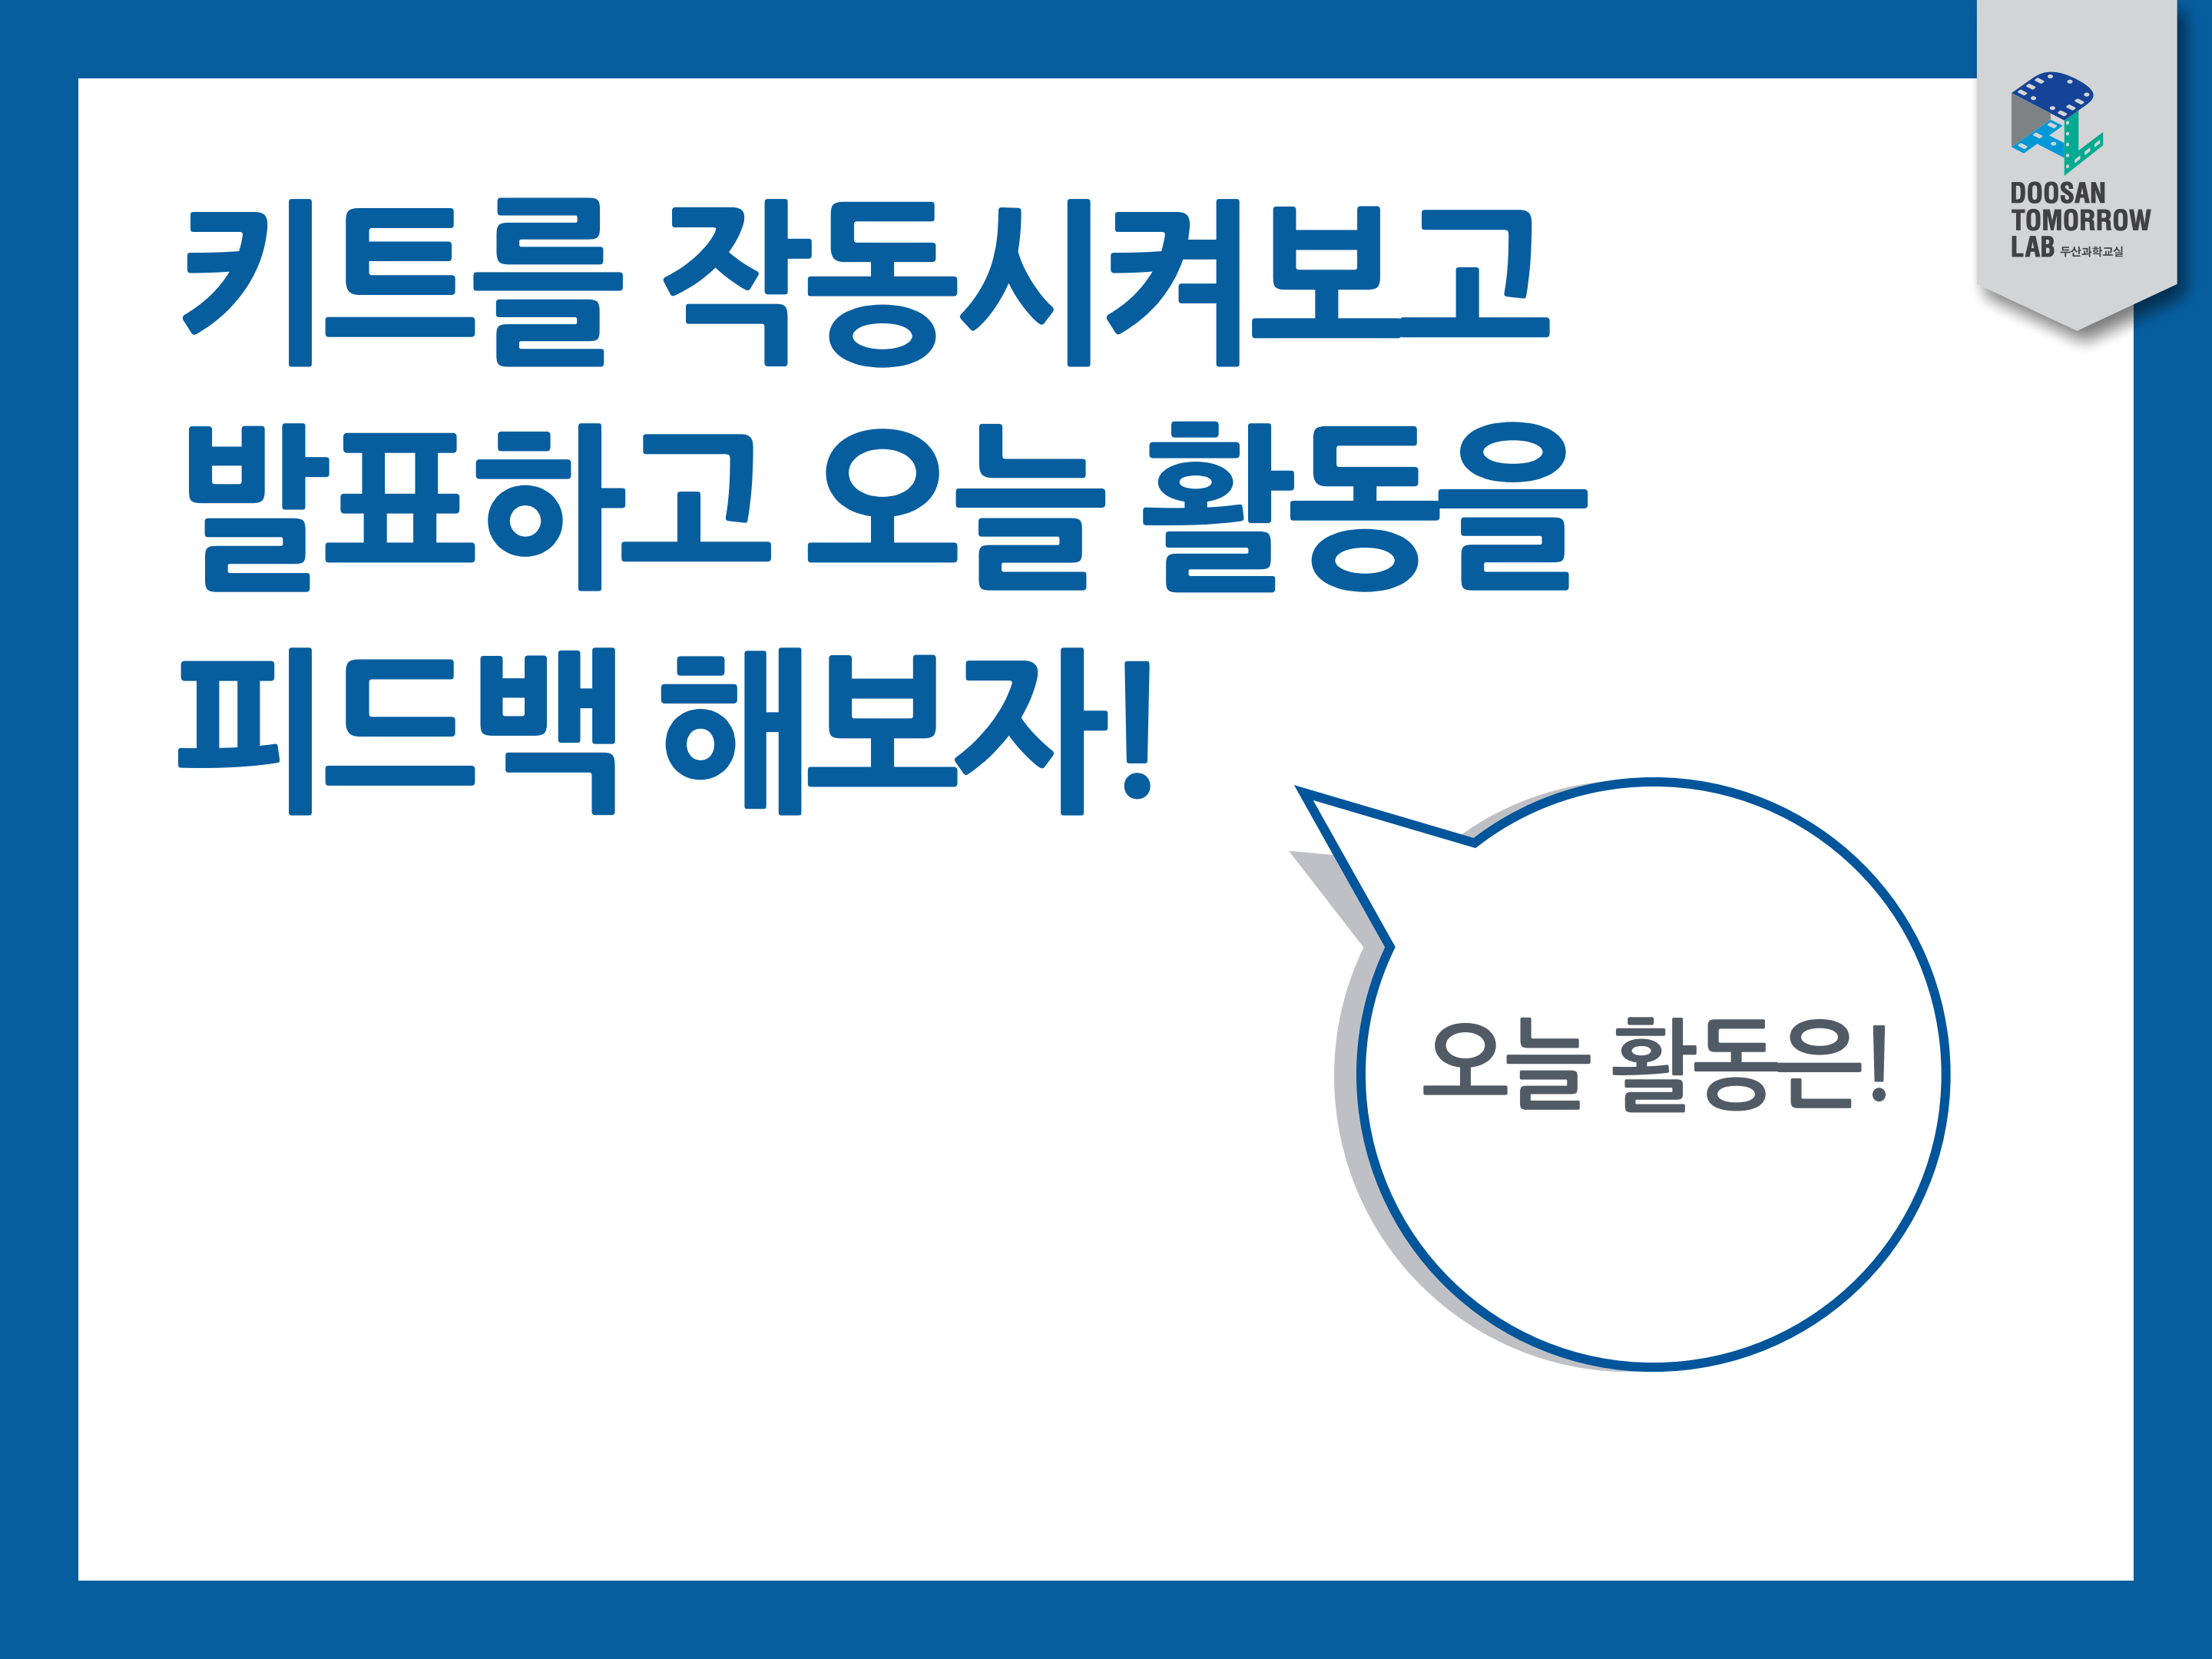 DOOSAN
TOMORROW
LAB 두산과학교실
키트를 작동시켜보고
발표하고 오늘 활동을
피드백 해보자!
오늘 활동은!